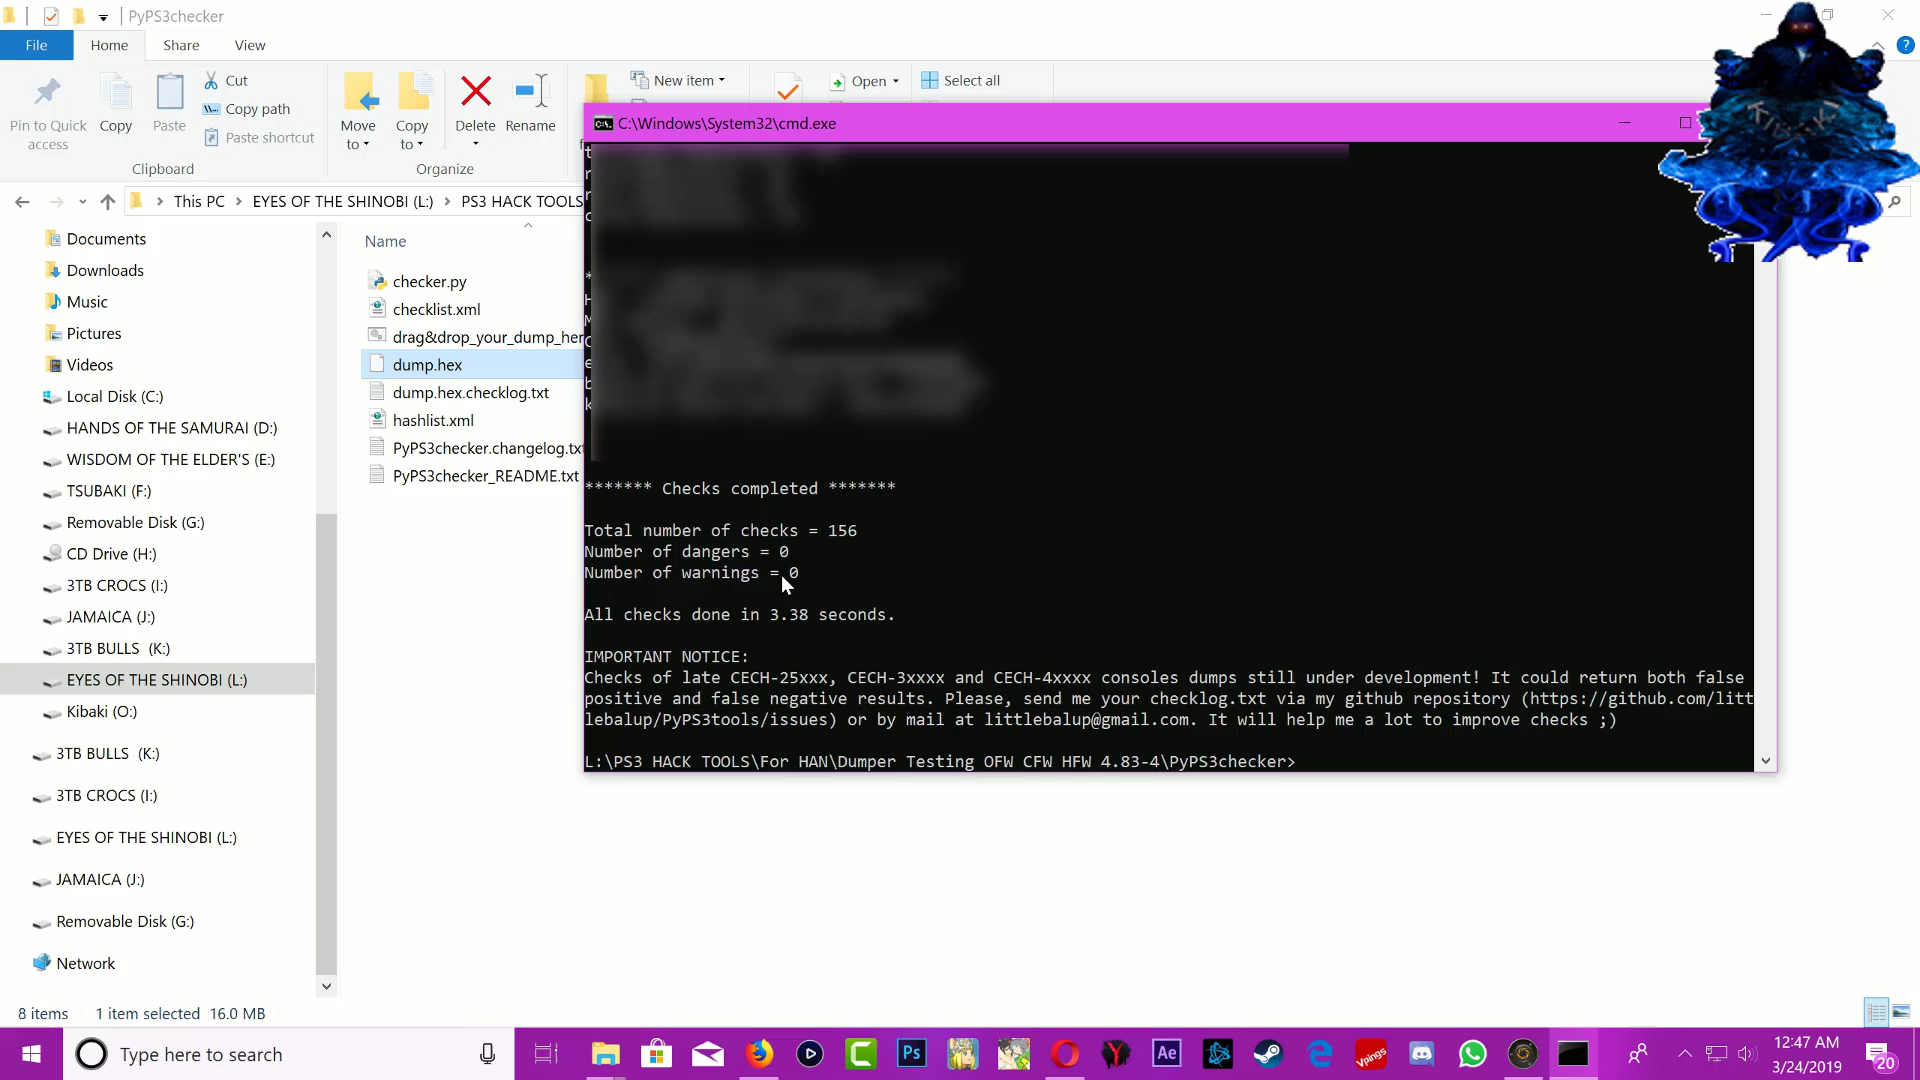 PyPS3checker
File
Home
Share
View
Pin to Quick access
Copy
Paste
Cut
Copy path
Paste shortcut
Clipboard
Move to
Copy to
Delete
Rename
Organize
New item
Open
Select all
This PC > EYES OF THE SHINOBI (L:) > PS3 HACK TOOLS
Documents
Downloads
Music
Pictures
Videos
Local Disk (C:)
HANDS OF THE SAMURAI (D:)
WISDOM OF THE ELDER'S (E:)
TSUBAKI (F:)
Removable Disk (G:)
CD Drive (H:)
3TB CROCS (I:)
JAMAICA (J:)
3TB BULLS  (K:)
EYES OF THE SHINOBI (L:)
Kibaki (O:)
3TB BULLS  (K:)
3TB CROCS (I:)
EYES OF THE SHINOBI (L:)
JAMAICA (J:)
Removable Disk (G:)
Network
Name
checker.py
checklist.xml
drag&drop_your_dump_her
dump.hex
dump.hex.checklog.txt
hashlist.xml
PyPS3checker.changelog.tx
PyPS3checker_README.txt
C:\Windows\System32\cmd.exe
******* Checks completed *******
Total number of checks = 156
Number of dangers = 0
Number of warnings = 0
All checks done in 3.38 seconds.
IMPORTANT NOTICE:
Checks of late CECH-25xxx, CECH-3xxxx and CECH-4xxxx consoles dumps still under development! It could return both false
positive and false negative results. Please, send me your checklog.txt via my github repository (https://github.com/litt
lebalup/PyPS3tools/issues) or by mail at littlebalup@gmail.com. It will help me a lot to improve checks ;)
L:\PS3 HACK TOOLS\For HAN\Dumper Testing OFW CFW HFW 4.83-4\PyPS3checker>
8 items
1 item selected  16.0 MB
Type here to search
Ps
Ae
Vpings
12:47 AM
3/24/2019
20